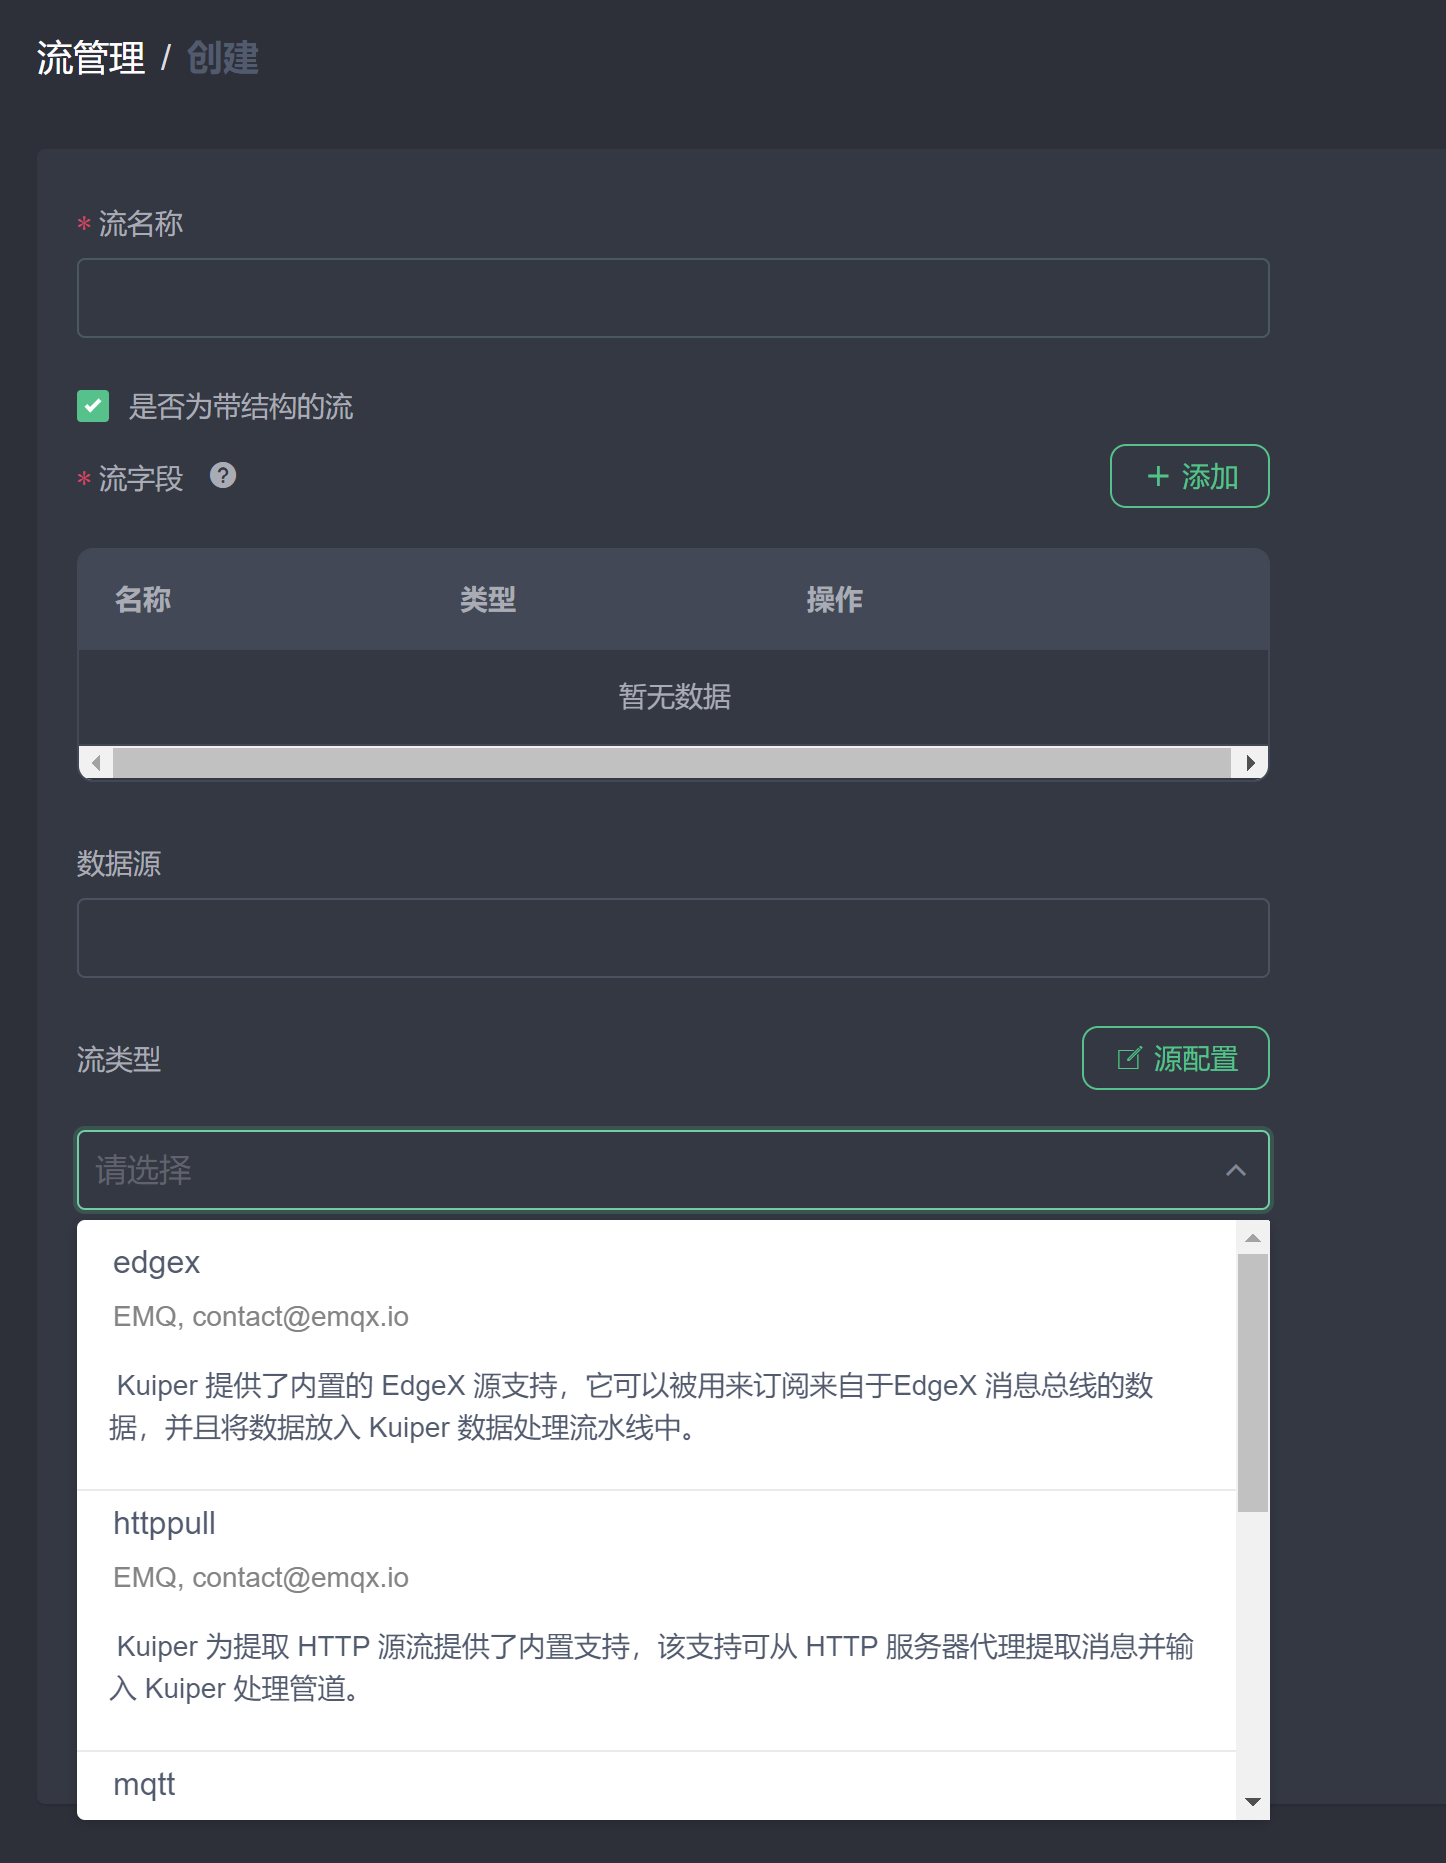 流管理 / 创建
* 流名称
是否为带结构的流
* 流字段 ?
+ 添加
名称 类型 操作
暂无数据
数据源
流类型
源配置
请选择
edgex
EMQ, contact@emqx.io
Kuiper 提供了内置的 EdgeX 源支持，它可以被用来订阅来自于EdgeX 消息总线的数
据，并且将数据放入 Kuiper 数据处理流水线中。
httppull
EMQ, contact@emqx.io
Kuiper 为提取 HTTP 源流提供了内置支持，该支持可从 HTTP 服务器代理提取消息并输
入 Kuiper 处理管道。
mqtt